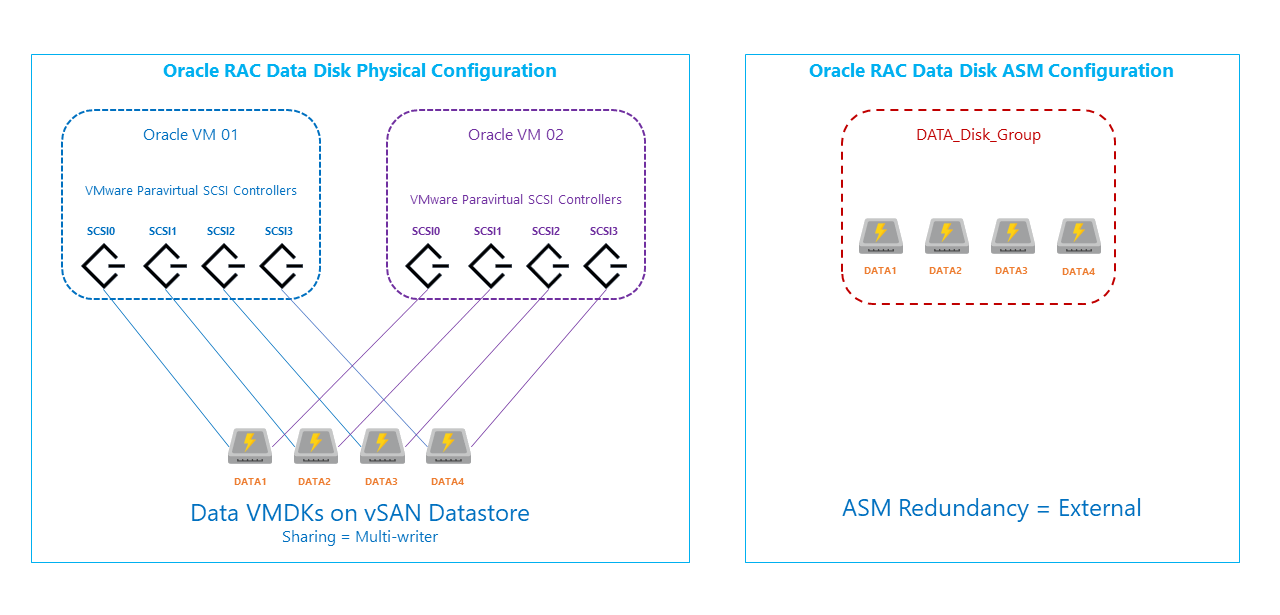 Oracle RAC Data Disk Physical Configuration
Oracle VM 01
VMware Paravirtual SCSI Controllers
SCSI0 SCSI1 SCSI2 SCSI3
Oracle VM 02
VMware Paravirtual SCSI Controllers
SCSI0 SCSI1 SCSI2 SCSI3
DATA1 DATA2 DATA3 DATA4
Data VMDKs on vSAN Datastore
Sharing = Multi-writer
Oracle RAC Data Disk ASM Configuration
DATA_Disk_Group
DATA1 DATA2 DATA3 DATA4
ASM Redundancy = External